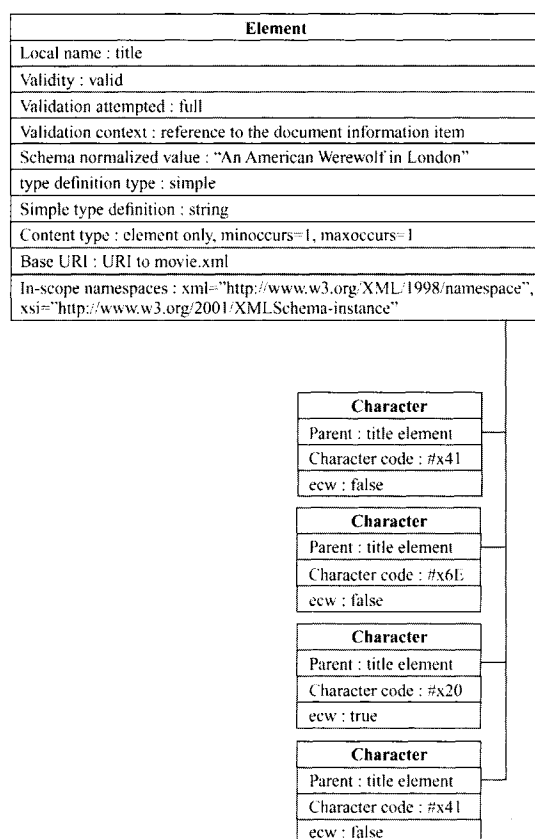 Element
Local name : title
Validity : valid
Validation attempted : full
Validation context : reference to the document information item
Schema normalized value : “An American Werewolf in London”
type definition type : simple
Simple type definition : string
Content type : element only, minoccurs=1, maxoccurs=1
Base URI : URI to movie.xml
In-scope namespaces : xml=”http://www.w3.org/XML/1998/namespace”,
xsi=”http://www.w3.org/2001/XMLSchema-instance”
Character
Parent : title element
Character code : #x41
ecw : false
Character
Parent : title element
Character code : #x6E
ecw : false
Character
Parent : title element
Character code : #x20
ecw : true
Character
Parent : title element
Character code : #x41
ecw : false